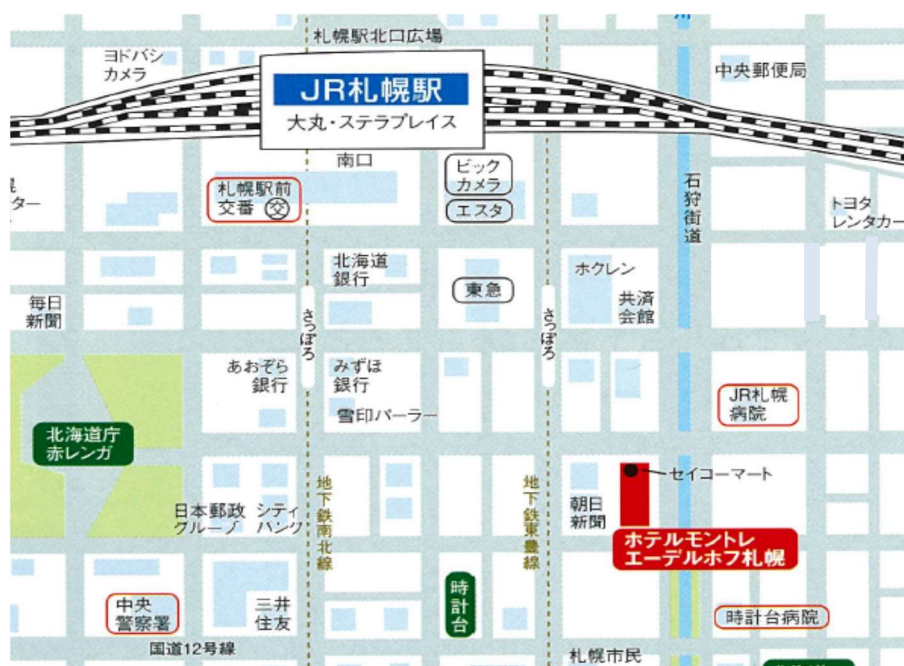 札幌駅北口広場
ヨドバシ
カメラ
JR札幌駅
大丸・ステラプレイス
中央郵便局
南口
ビック
カメラ
エスタ
札幌駅前
交番 交
石狩街道
トヨタ
レンタカー
ター
北海道
銀行
東急
ホクレン
共済
会館
毎日
新聞
さっぽろ
さっぽろ
あおぞら
銀行
みずほ
銀行
雪印パーラー
JR札幌
病院
北海道庁
赤レンガ
セイコーマート
地下鉄南北線
地下鉄東豊線
日本郵政
グループ
シティ
バンク
朝日
新聞
ホテルモントレ
エーデルホフ札幌
時計台
中央
警察署
三井
住友
時計台病院
国道12号線
札幌市民